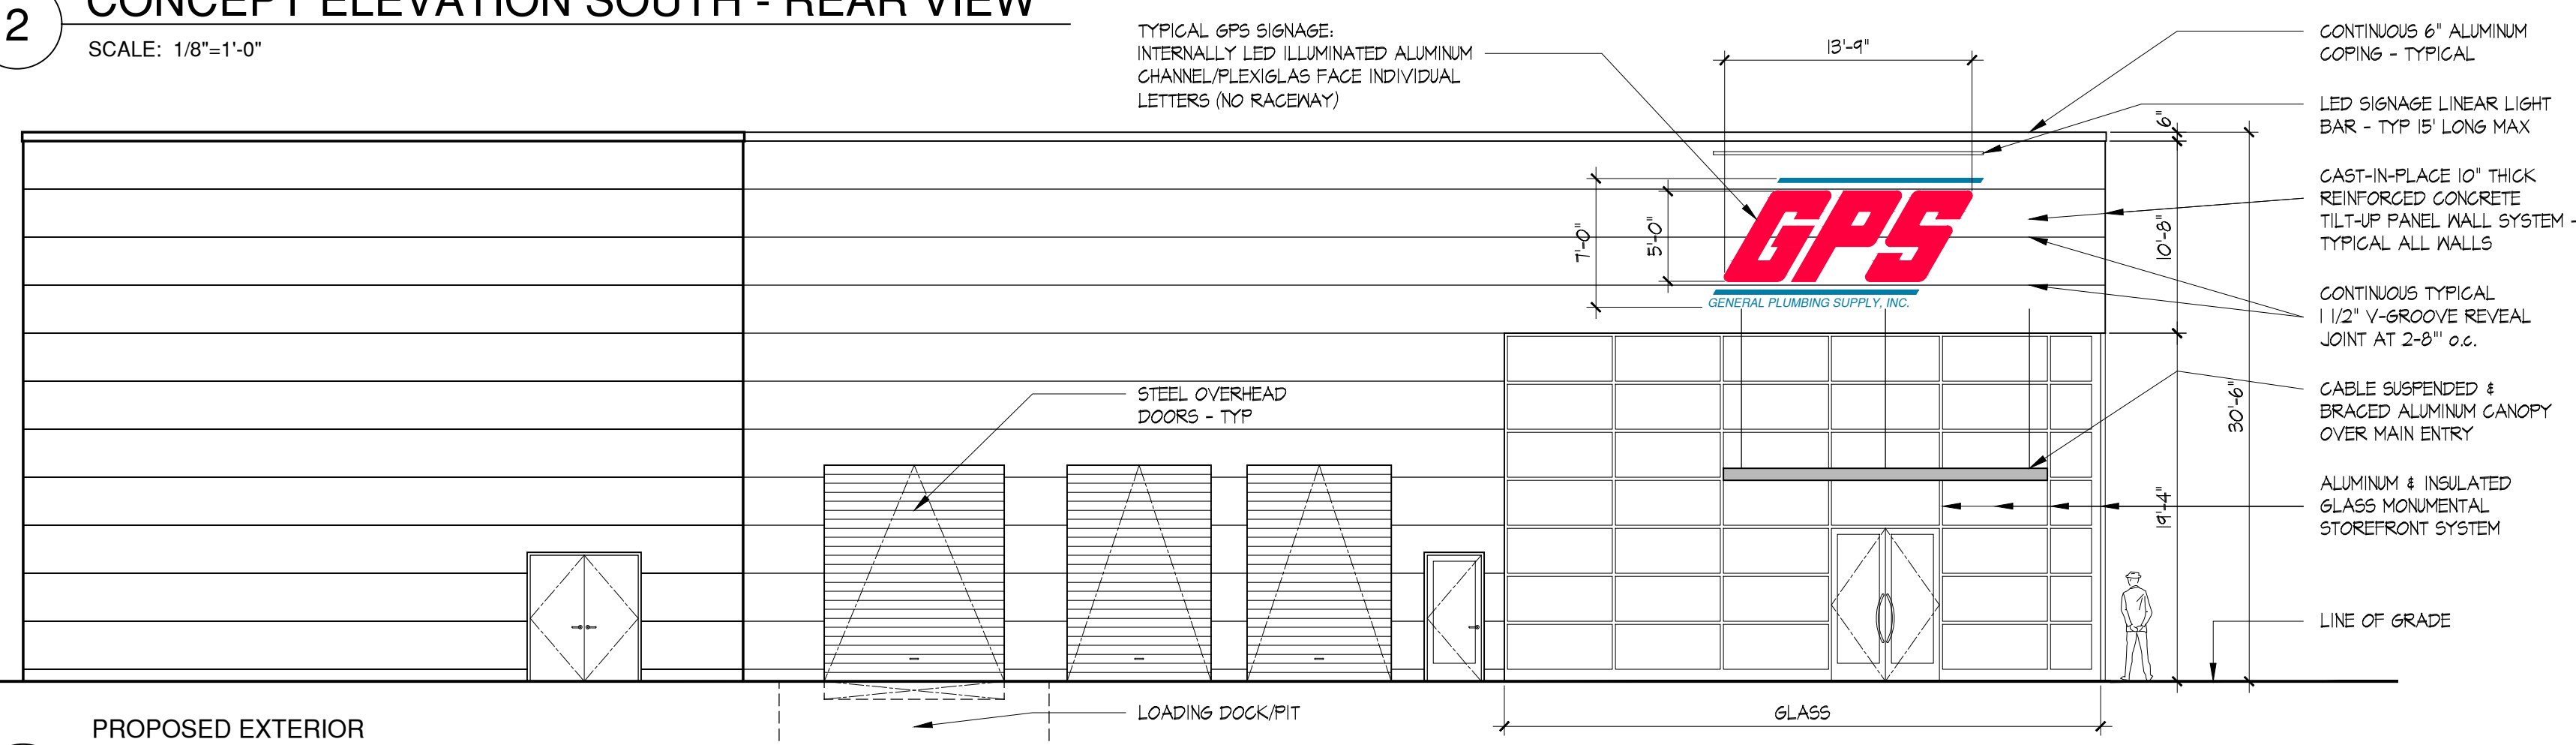 2
CONCEPT ELEVATION SOUTH - REAR VIEW
SCALE: 1/8"=1'-0"
TYPICAL GPS SIGNAGE:
INTERNALLY LED ILLUMINATED ALUMINUM
CHANNEL/PLEXIGLAS FACE INDIVIDUAL
LETTERS (NO RACEWAY)
13'-9"
CONTINUOUS 6" ALUMINUM
COPING - TYPICAL
LED SIGNAGE LINEAR LIGHT
BAR - TYP 15' LONG MAX
6"
CAST-IN-PLACE 10" THICK
REINFORCED CONCRETE
TILT-UP PANEL WALL SYSTEM -
TYPICAL ALL WALLS
7'-0"
5'-0"
10'-8"
GPS
GENERAL PLUMBING SUPPLY, INC.
CONTINUOUS TYPICAL
1 1/2" V-GROOVE REVEAL
JOINT AT 2-8"' o.c.
STEEL OVERHEAD
DOORS - TYP
30'-6"
CABLE SUSPENDED &
BRACED ALUMINUM CANOPY
OVER MAIN ENTRY
19'-4"
ALUMINUM & INSULATED
GLASS MONUMENTAL
STOREFRONT SYSTEM
LINE OF GRADE
LOADING DOCK/PIT
GLASS
PROPOSED EXTERIOR